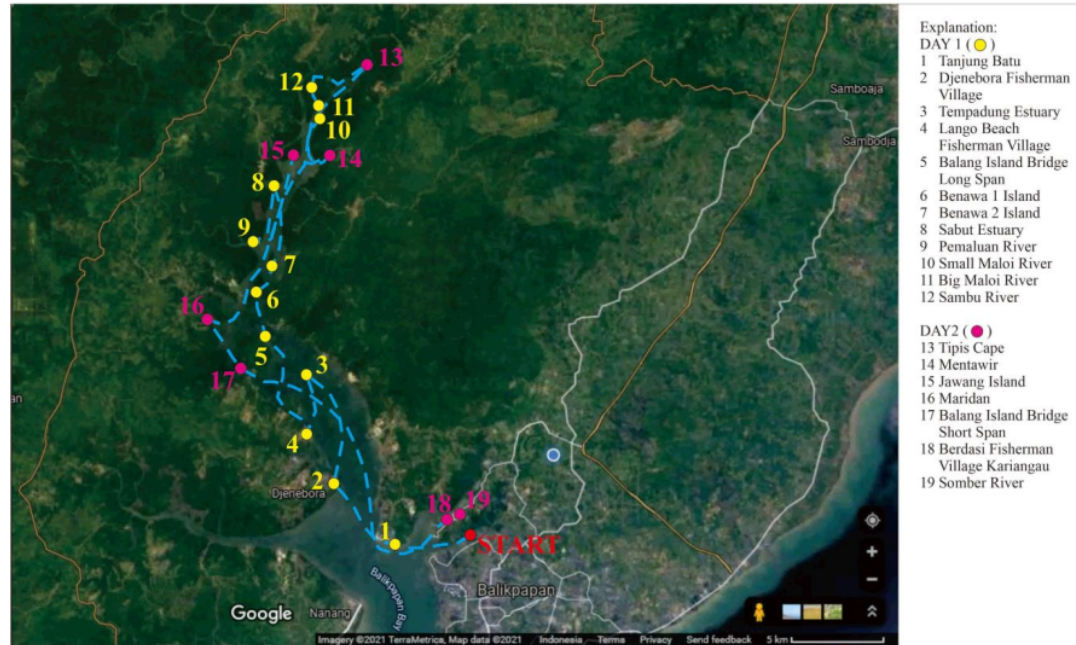 13
12
11
10
Samboaja
15
14
Sambodja
8
9
7
6
16
5
3
17
an
4
2
Djenebora
18
19
1
START
Balikpapan
Balikpapan Bay
Google
Nanang
Imagery ©2021 TerraMetrics, Map data ©2021 Indonesia Terms Privacy Send feedback 5 km
Explanation:
DAY 1 ( )
1 Tanjung Batu
2 Djenebora Fisherman
Village
3 Tempadung Estuary
4 Lango Beach
Fisherman Village
5 Balang Island Bridge
Long Span
6 Benawa 1 Island
7 Benawa 2 Island
8 Sabut Estuary
9 Pemaluan River
10 Small Maloi River
11 Big Maloi River
12 Sambu River
DAY2 ( )
13 Tipis Cape
14 Mentawir
15 Jawang Island
16 Maridan
17 Balang Island Bridge
Short Span
18 Berdasi Fisherman
Village Kariangau
19 Somber River